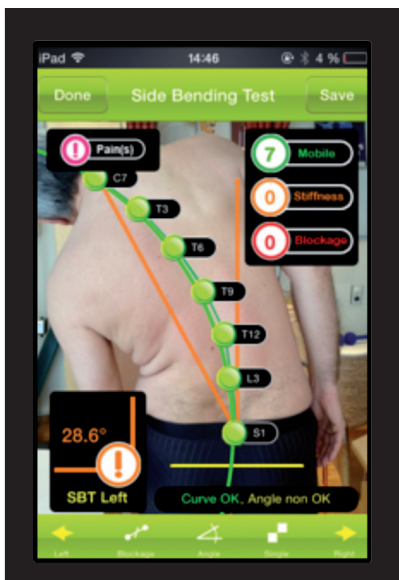 iPad 14:46 4 %
Done Side Bending Test Save
Pain(s)
7 Mobile
C7
T3
0 Stiffness
T6
0 Blockage
T9
T12
L3
28.6°
S1
SBT Left
Curve OK, Angle non OK
Left Blockage Angle Single Right